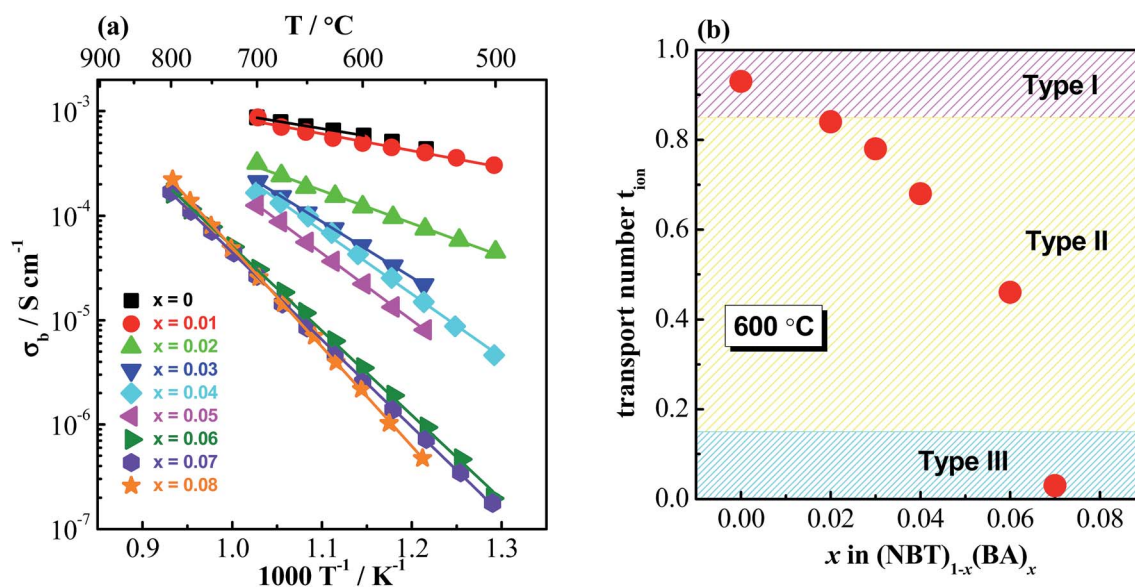 (a)
T / °C
900 800 700 600 500
10⁻³
10⁻⁴
10⁻⁵
10⁻⁶
10⁻⁷
σ_b / S cm⁻¹
x = 0
x = 0.01
x = 0.02
x = 0.03
x = 0.04
x = 0.05
x = 0.06
x = 0.07
x = 0.08
0.9 1.0 1.1 1.2 1.3
1000 T⁻¹ / K⁻¹
(b)
1.0
0.8
0.6
0.4
0.2
0.0
transport number t_ion
Type I
Type II
600 °C
Type III
0.00 0.02 0.04 0.06 0.08
x in (NBT)₁₋ₓ(BA)ₓ